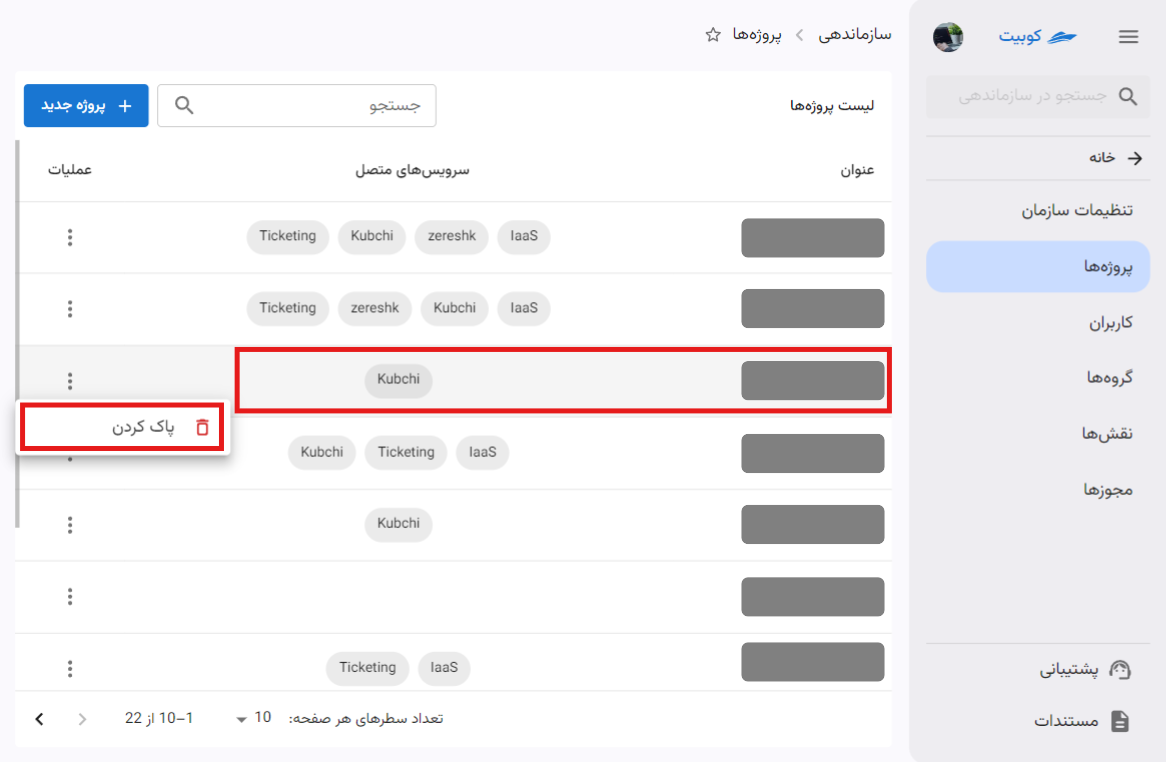 کوبیت
جستجو در سازماندهی
خانه
تنظیمات سازمان
پروژه‌ها
کاربران
گروه‌ها
نقش‌ها
مجوزها
پشتیبانی
مستندات
سازماندهی > پروژه‌ها
لیست پروژه‌ها
جستجو
+ پروژه جدید
عنوان سرویس‌های متصل عملیات
Ticketing Kubchi zereshk IaaS
Ticketing zereshk Kubchi IaaS
Kubchi
پاک کردن
Kubchi Ticketing IaaS
Kubchi
Ticketing IaaS
تعداد سطرهای هر صفحه: 10 1–10 از 22